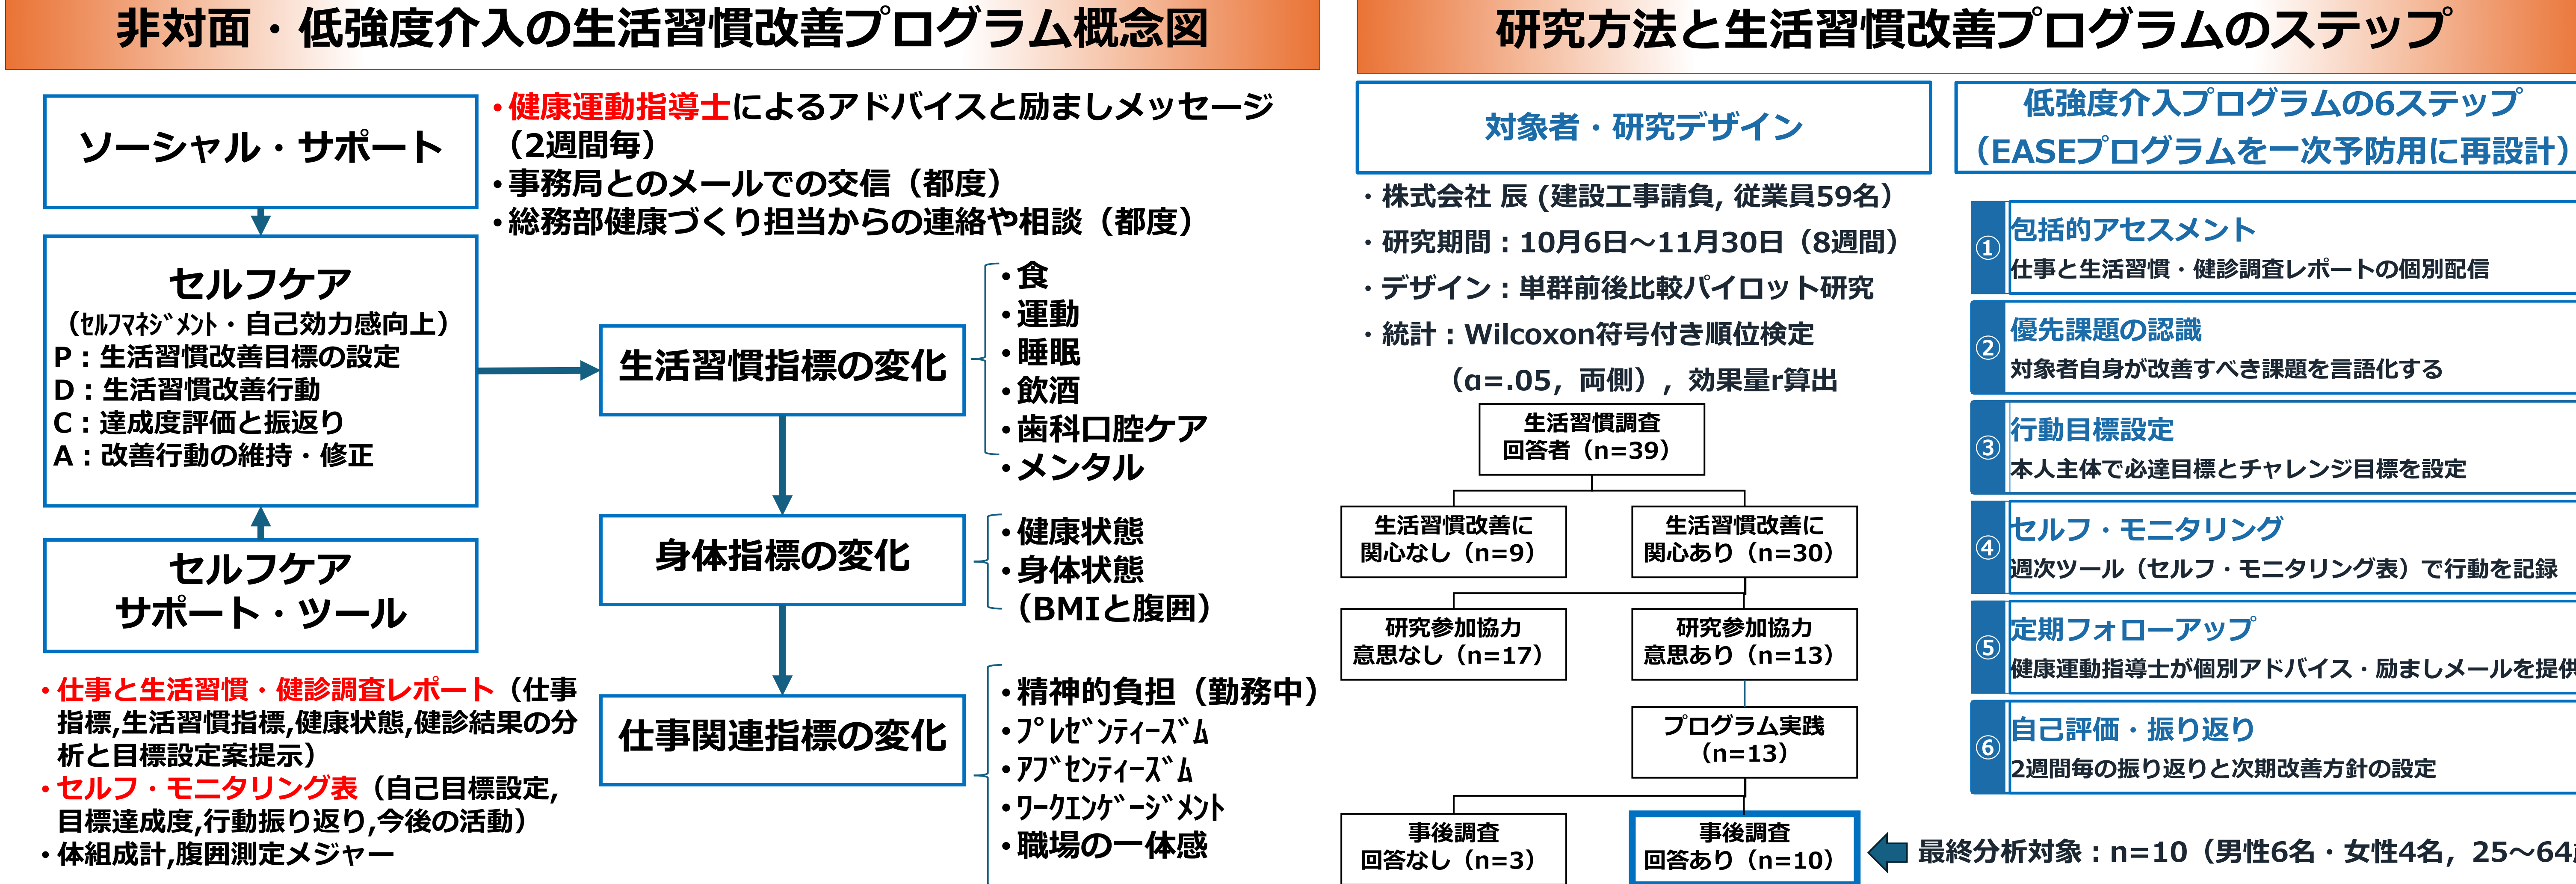 非対面・低強度介入の生活習慣改善プログラム概念図
ソーシャル・サポート
・健康運動指導士によるアドバイスと励ましメッセージ
（2週間毎）
・事務局とのメールでの交信（都度）
・総務部健康づくり担当からの連絡や相談（都度）
セルフケア
（ｾﾙﾌﾏﾈｼﾞﾒﾝﾄ・自己効力感向上）
P：生活習慣改善目標の設定
D：生活習慣改善行動
C：達成度評価と振返り
A：改善行動の維持・修正
セルフケア
サポート・ツール
・仕事と生活習慣・健診調査レポート（仕事
指標,生活習慣指標,健康状態,健診結果の分
析と目標設定案提示）
・セルフ・モニタリング表（自己目標設定,
目標達成度,行動振り返り,今後の活動）
・体組成計,腹囲測定メジャー
生活習慣指標の変化
・食
・運動
・睡眠
・飲酒
・歯科口腔ケア
・メンタル
身体指標の変化
・健康状態
・身体状態
（BMIと腹囲）
仕事関連指標の変化
・精神的負担（勤務中）
・ﾌﾟﾚｾﾞﾝﾃｨｰｽﾞﾑ
・ｱﾌﾞｾﾝﾃｨｰｽﾞﾑ
・ﾜｰｸｴﾝｹﾞｰｼﾞﾒﾝﾄ
・職場の一体感
研究方法と生活習慣改善プログラムのステップ
対象者・研究デザイン
・株式会社 辰 (建設工事請負, 従業員59名）
・研究期間：10月6日～11月30日（8週間）
・デザイン：単群前後比較パイロット研究
・統計：Wilcoxon符号付き順位検定
（α=.05，両側），効果量r算出
生活習慣調査
回答者（n=39）
生活習慣改善に
関心なし（n=9）
生活習慣改善に
関心あり（n=30）
研究参加協力
意思なし（n=17）
研究参加協力
意思あり（n=13）
プログラム実践
（n=13）
事後調査
回答なし（n=3）
事後調査
回答あり（n=10）
最終分析対象：n=10（男性6名・女性4名，25～64
低強度介入プログラムの6ステップ
（EASEプログラムを一次予防用に再設計）
①
包括的アセスメント
仕事と生活習慣・健診調査レポートの個別配信
②
優先課題の認識
対象者自身が改善すべき課題を言語化する
③
行動目標設定
本人主体で必達目標とチャレンジ目標を設定
④
セルフ・モニタリング
週次ツール（セルフ・モニタリング表）で行動を記録
⑤
定期フォローアップ
健康運動指導士が個別アドバイス・励ましメールを提供
⑥
自己評価・振り返り
2週間毎の振り返りと次期改善方針の設定